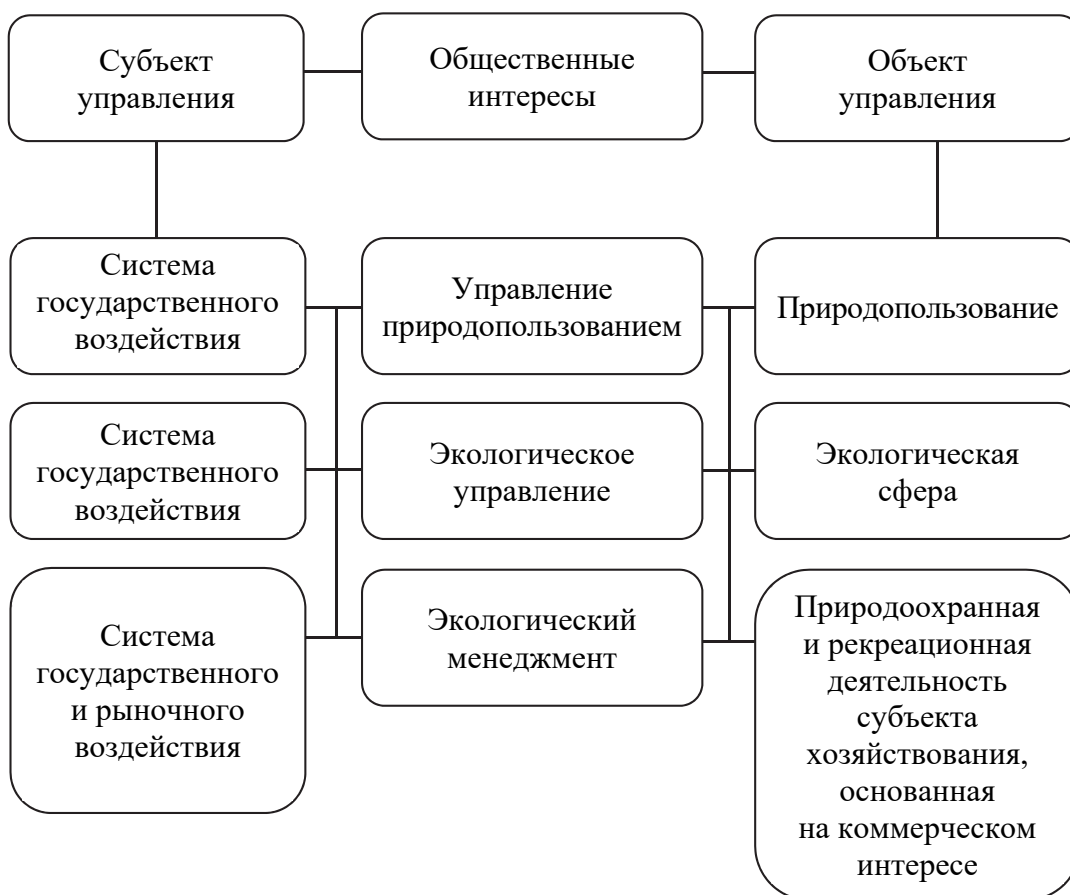 Субъект
управления
Общественные
интересы
Объект
управления
Система
государственного
воздействия
Управление
природопользованием
Природопользование
Система
государственного
воздействия
Экологическое
управление
Экологическая
сфера
Система
государственного
и рыночного
воздействия
Экологический
менеджмент
Природоохранная
и рекреационная
деятельность
субъекта
хозяйствования,
основанная
на коммерческом
интересе